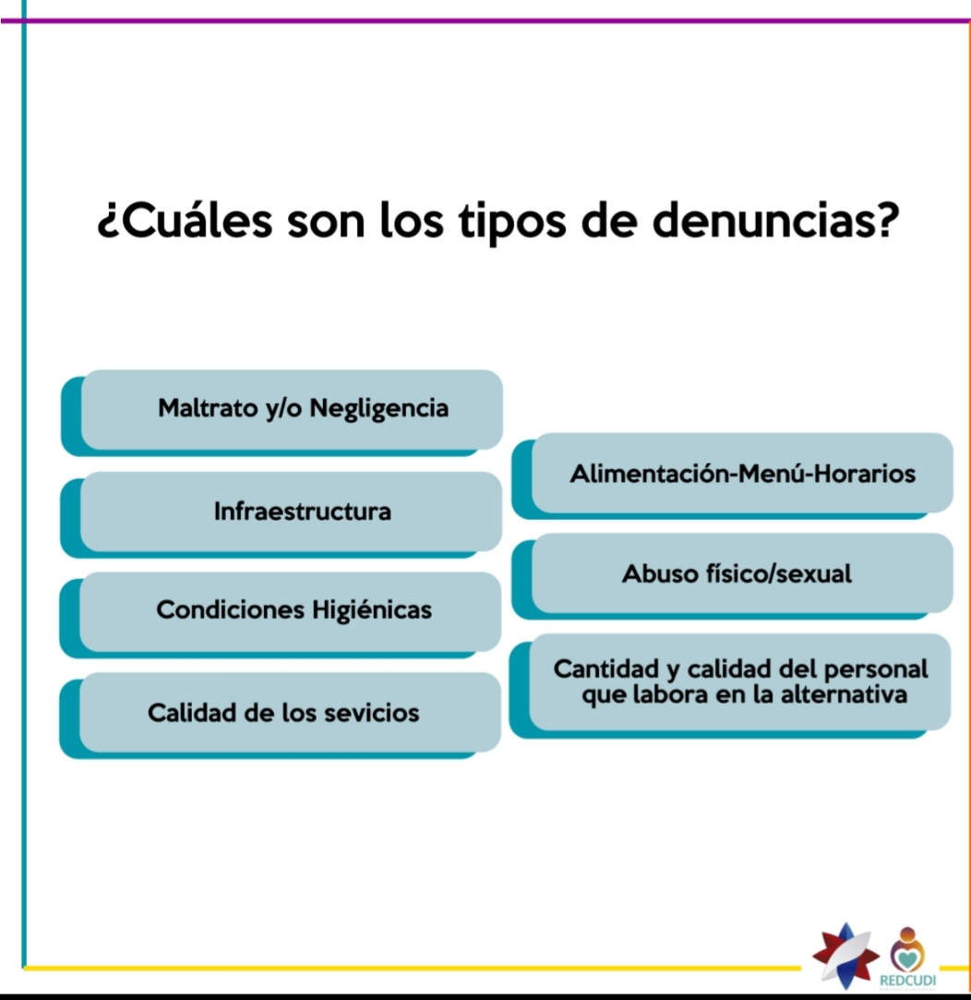 ¿Cuáles son los tipos de denuncias?
Maltrato y/o Negligencia
Infraestructura
Condiciones Higiénicas
Calidad de los sevicios
Alimentación-Menú-Horarios
Abuso físico/sexual
Cantidad y calidad del personal
que labora en la alternativa
REDCUDI